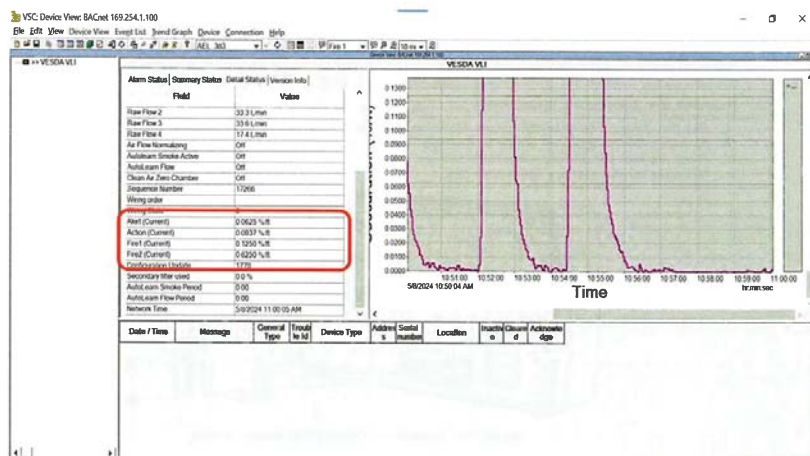 VSC: Device View: BACnet 169.254.1.100
File Edit View Device View Event List Trend Graph Device Connection Help
AEL 360 Fire 1 10 m
VESDA VLI
>> VESDA VLI
Alarm Status Summary Status Detail Status Version Info
Field Value
Raw Flow 2 33.3 L/min
Raw Flow 3 33.6 L/min
Raw Flow 4 17.4 L/min
Air Flow Normalizing Off
Autolearn Smoke Active Off
AutoLearn Flow Off
Clean Air Zero Chamber Off
Sequence Number 17266
Wiring order
Alert (Current) 0.0625 %/ft
Action (Current) 0.0837 %/ft
Fire1 (Current) 0.1250 %/ft
Fire2 (Current) 0.6250 %/ft
Configuration Update 1776
Secondary filter used 0.0 %
AutoLearn Smoke Period 0:00
AutoLearn Flow Period 0:00
Network Time 5/8/2024 11:00:05 AM
0.1300
0.1200
0.1100
0.1000
0.0900
0.0800
0.0700
0.0600
0.0500
0.0400
0.0300
0.0200
0.0100
0.0000
10:51:00 10:52:00 10:53:00 10:54:00 10:55:00 10:56:00 10:57:00 10:58:00 10:59:00 11:00:00
5/8/2024 10:50:04 AM
Time
hr:min:sec
Date / Time Message General Type Trouble Id Device Type Address Serial number Location Inactive Cleared Acknowledge